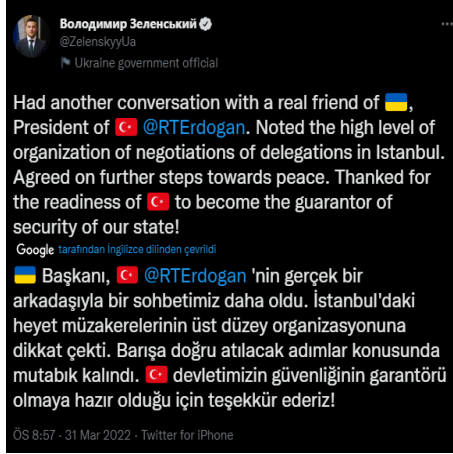 Володимир Зеленський
@ZelenskyyUa
Ukraine government official
Had another conversation with a real friend of 🇺🇦,
President of 🇹🇷 @RTErdogan. Noted the high level of
organization of negotiations of delegations in Istanbul.
Agreed on further steps towards peace. Thanked for
the readiness of 🇹🇷 to become the guarantor of
security of our state!
Google tarafından İngilizce dilinden çevrildi
🇺🇦 Başkanı, 🇹🇷 @RTErdogan 'nin gerçek bir
arkadaşıyla bir sohbetimiz daha oldu. İstanbul'daki
heyet müzakerelerinin üst düzey organizasyonuna
dikkat çekti. Barışa doğru atılacak adımlar konusunda
mutabık kalındı. 🇹🇷 devletimizin güvenliğinin garantörü
olmaya hazır olduğu için teşekkür ederiz!
ÖS 8:57 · 31 Mar 2022 · Twitter for iPhone